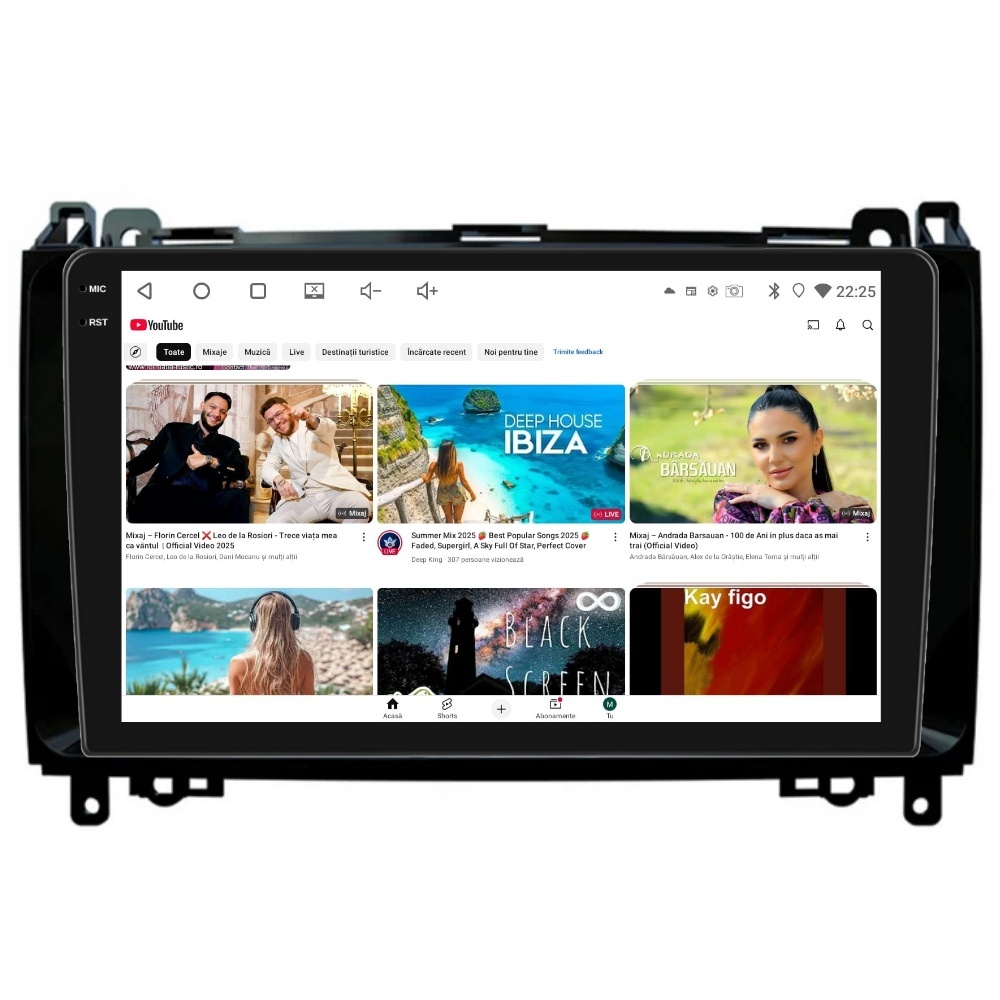 MIC
RST
22:25
YouTube
Toate
Mixaje
Muzică
Live
Destinații turistice
Încărcate recent
Noi pentru tine
Trimite feedback
Mixaj
DEEP HOUSE
IBIZA
LIVE
ANDRADA
BÂRSĂUAN
Mixaj
Mixaj – Florin Cercel ❌ Leo de la Rosiori - Trece viața mea
ca vântul | Official Video 2025
Florin Cercel, Leo de la Rosiori, Dani Mocanu și mulți alții
LIVE
Summer Mix 2025 🍓 Best Popular Songs 2025 🍓
Faded, Supergirl, A Sky Full Of Star, Perfect Cover
Deep King · 307 persoane vizionează
Mixaj – Andrada Barsauan - 100 de Ani in plus daca as mai
trai (Official Video)
Andrada Bârsăuan, Alex de la Orăștie, Elena Toma și mulți alții
BLACK
SCREEN
Kay figo
Acasă
Shorts
Abonamente
M
Tu